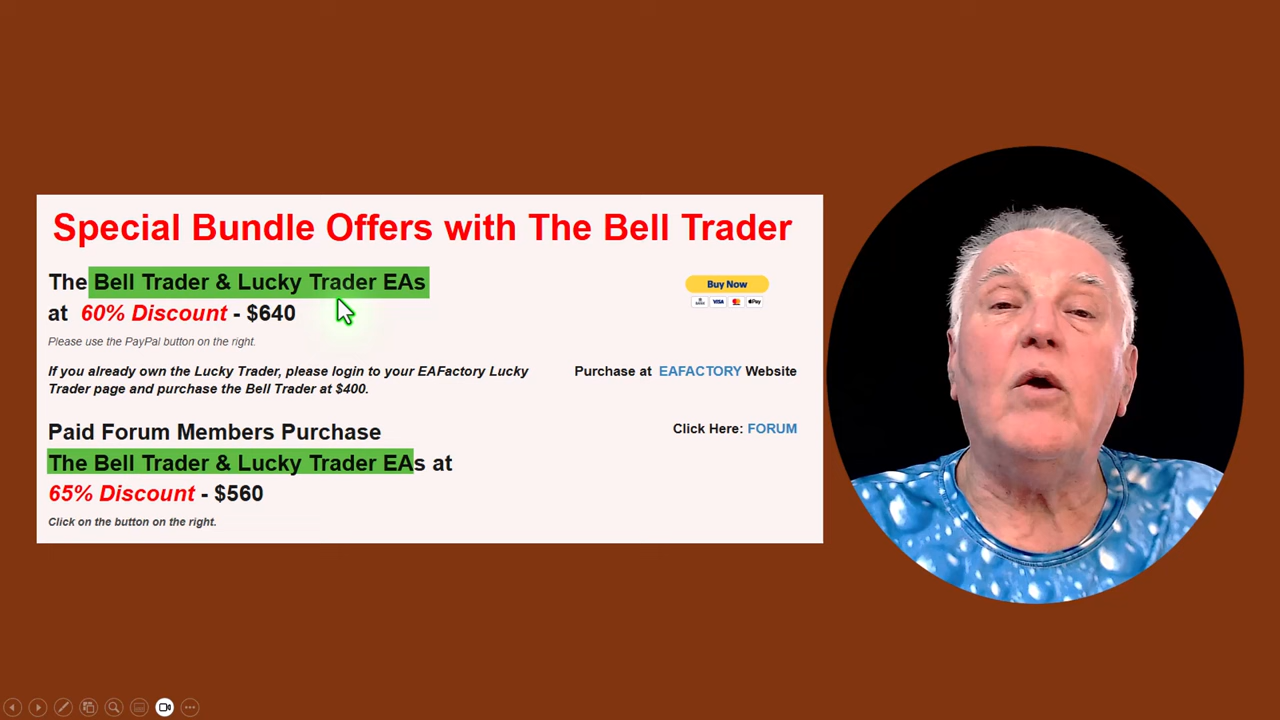 Special Bundle Offers with The Bell Trader
The Bell Trader & Lucky Trader EAs
at 60% Discount - $640
Buy Now
Please use the PayPal button on the right.
If you already own the Lucky Trader, please login to your EAFactory Lucky
Trader page and purchase the Bell Trader at $400.
Purchase at EAFACTORY Website
Paid Forum Members Purchase
Click Here: FORUM
The Bell Trader & Lucky Trader EAs at
65% Discount - $560
Click on the button on the right.